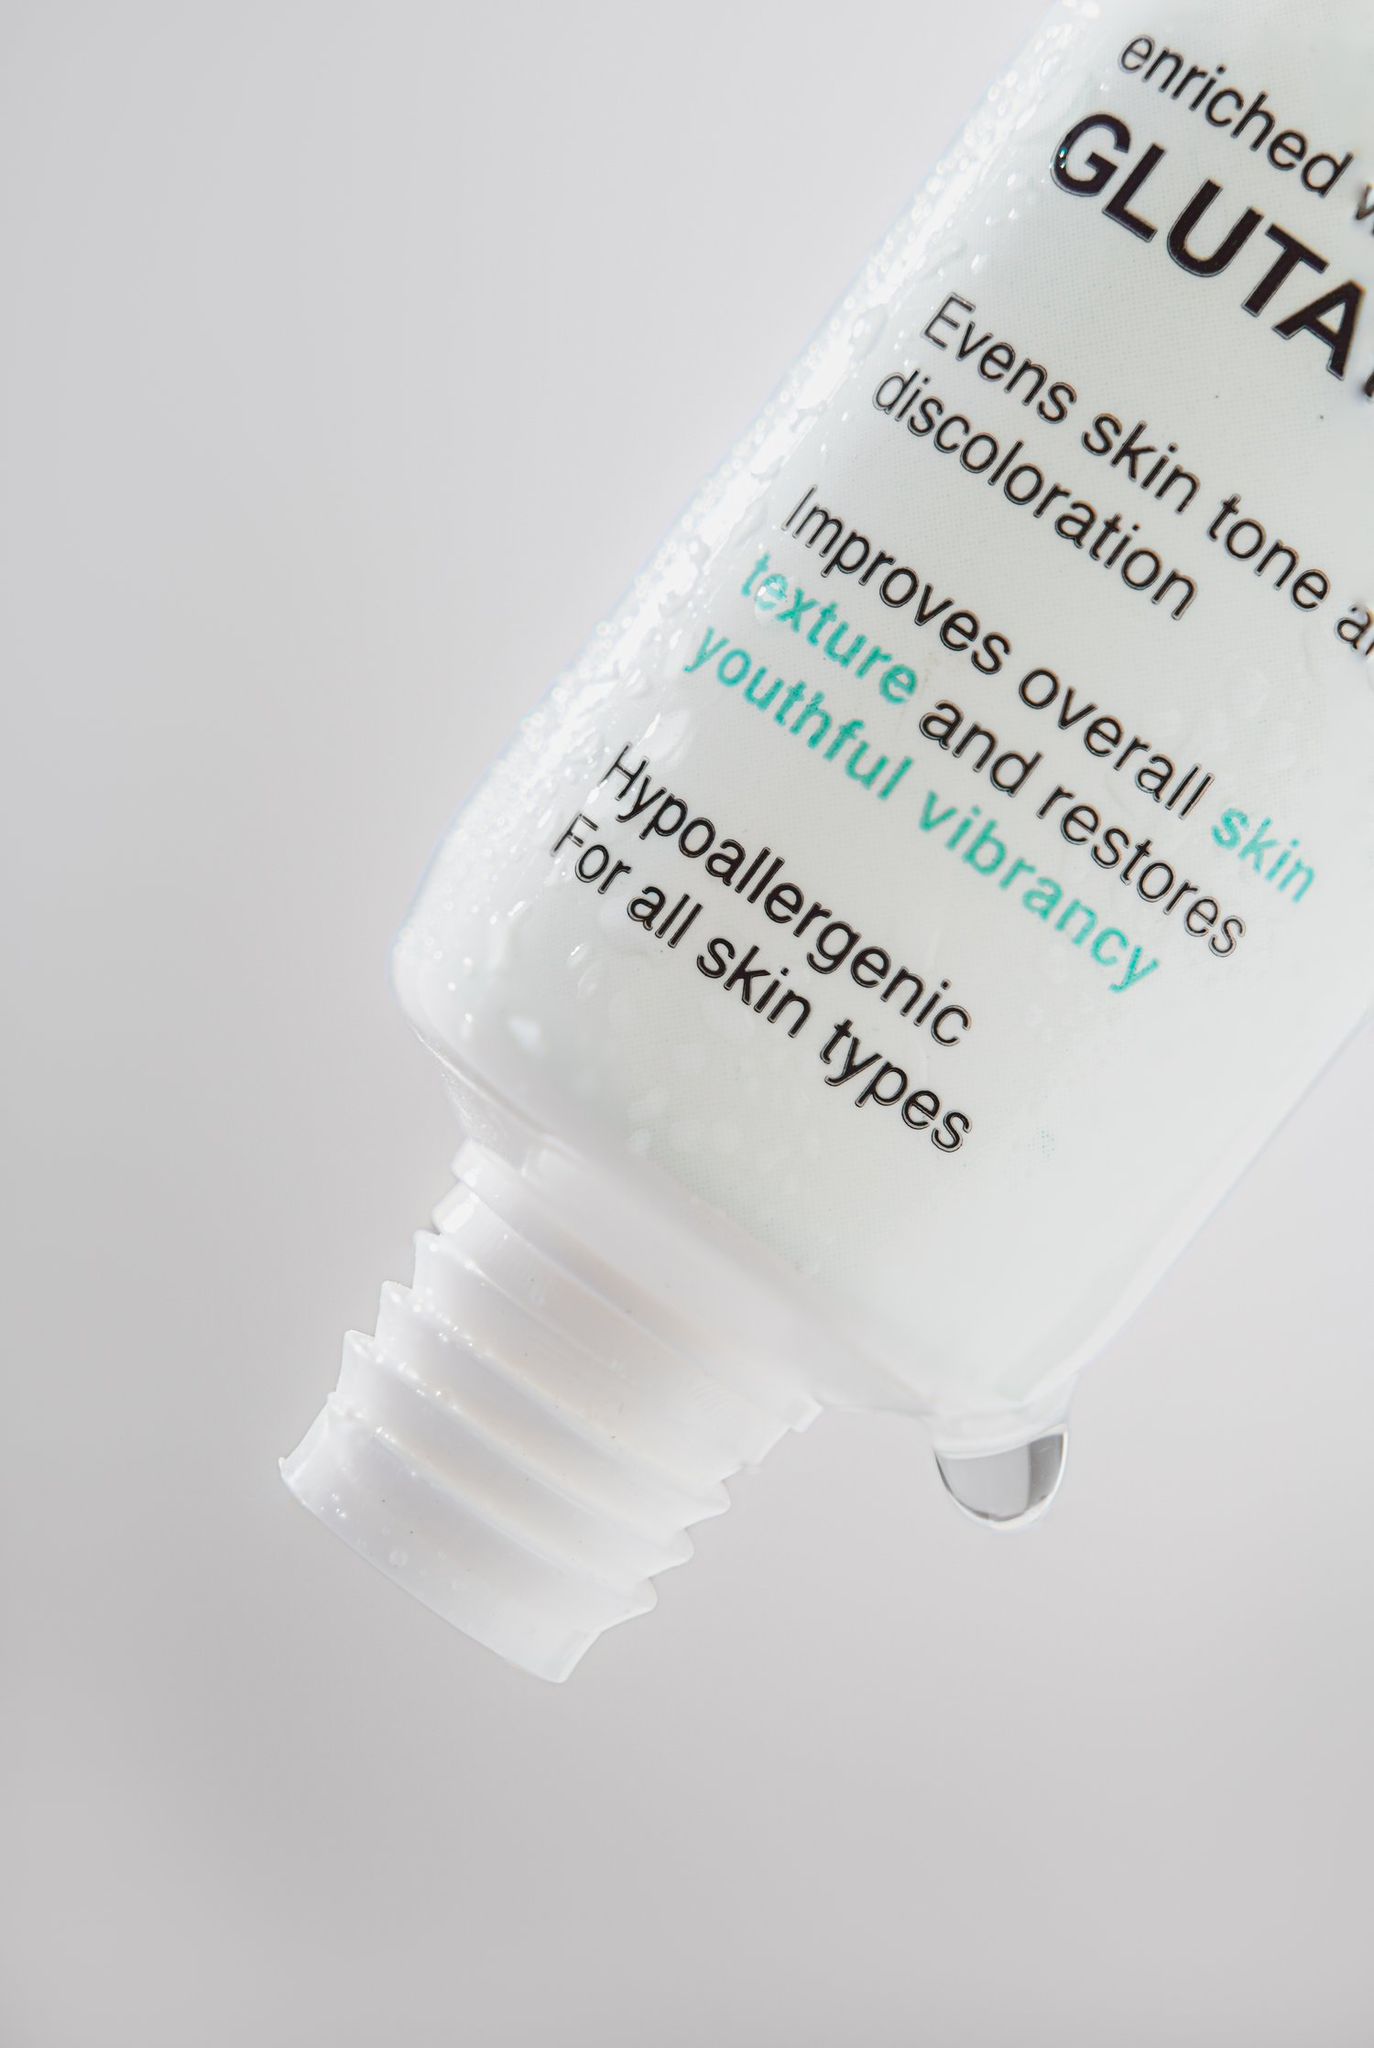 enriched
GLUTA
Evens skin tone
discoloration
Improves overall skin
texture and restores
youthful vibrancy
Hypoallergenic
For all skin types